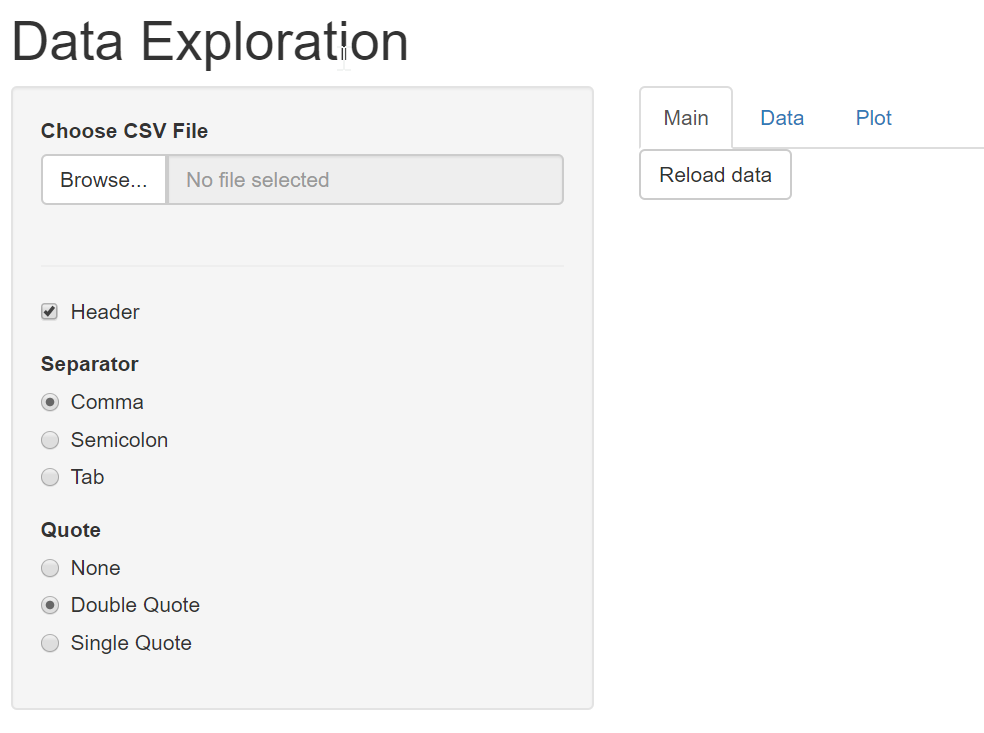 Data Exploration
Choose CSV File
Browse... No file selected
Header
Separator
Comma
Semicolon
Tab
Quote
None
Double Quote
Single Quote
Main Data Plot
Reload data